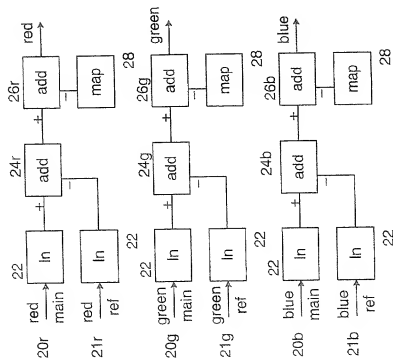 22
24r
26r
red
20r
red
main
ln
+
add
+
add
–
–
21r
red
ref
ln
map
22
28
22
24g
26g
green
20g
green
main
ln
+
add
+
add
–
–
21g
green
ref
ln
map
22
28
22
24b
26b
blue
20b
blue
main
ln
+
add
+
add
–
–
21b
blue
ref
ln
map
22
28